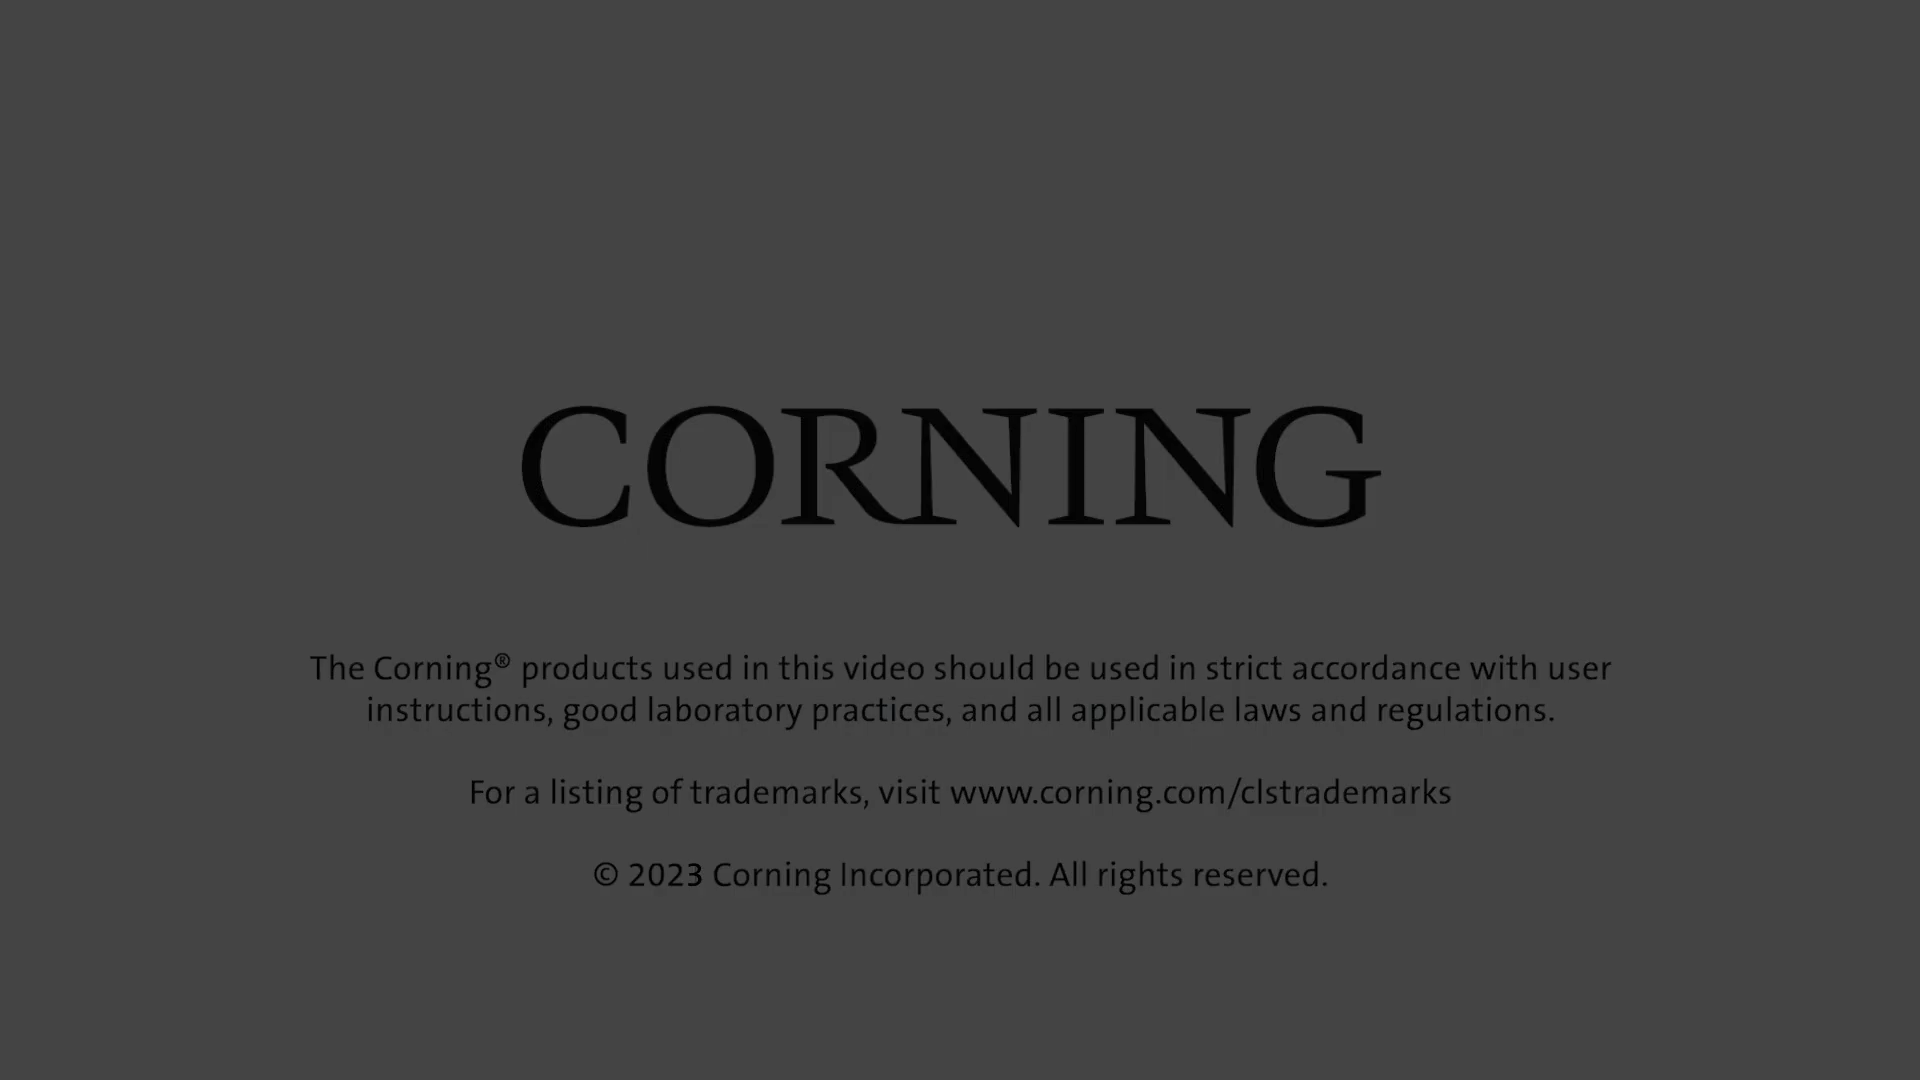 CORNING
The Corning® products used in this video should be used in strict accordance with user
instructions, good laboratory practices, and all applicable laws and regulations.
For a listing of trademarks, visit www.corning.com/clstrademarks
© 2023 Corning Incorporated. All rights reserved.